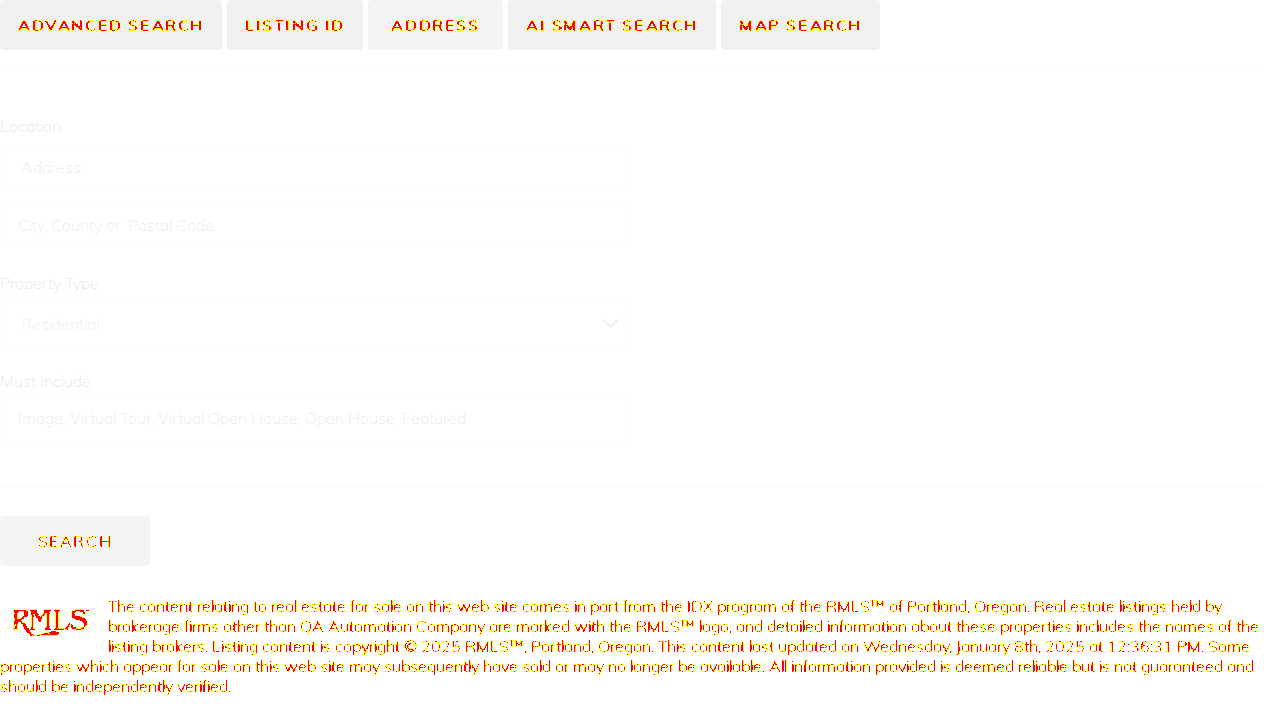 ADVANCED SEARCH LISTING ID ADDRESS AI SMART SEARCH MAP SEARCH
Location
Address
City, County or Postal Code
Property Type
Residential
Must Include
Image, Virtual Tour, Virtual Open House, Open House, Featured
SEARCH
RMLS™
The content relating to real estate for sale on this web site comes in part from the IDX program of the RMLS™ of Portland, Oregon. Real estate listings held by
brokerage firms other than OA Automation Company are marked with the RMLS™ logo, and detailed information about these properties includes the names of the
listing brokers. Listing content is copyright © 2025 RMLS™, Portland, Oregon. This content last updated on Wednesday, January 8th, 2025 at 12:36:31 PM. Some
properties which appear for sale on this web site may subsequently have sold or may no longer be available. All information provided is deemed reliable but is not guaranteed and
should be independently verified.